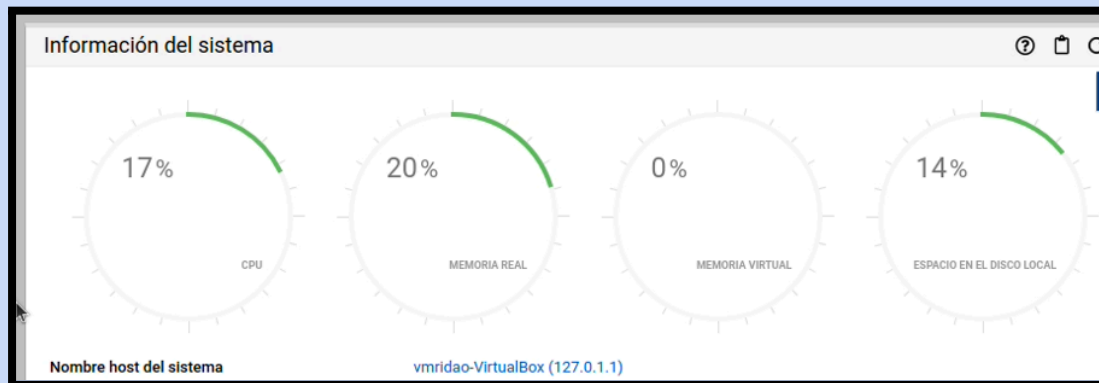 Información del sistema
17%
20%
0%
14%
CPU
MEMORIA REAL
MEMORIA VIRTUAL
ESPACIO EN EL DISCO LOCAL
Nombre host del sistema
vmridao-VirtualBox (127.0.1.1)